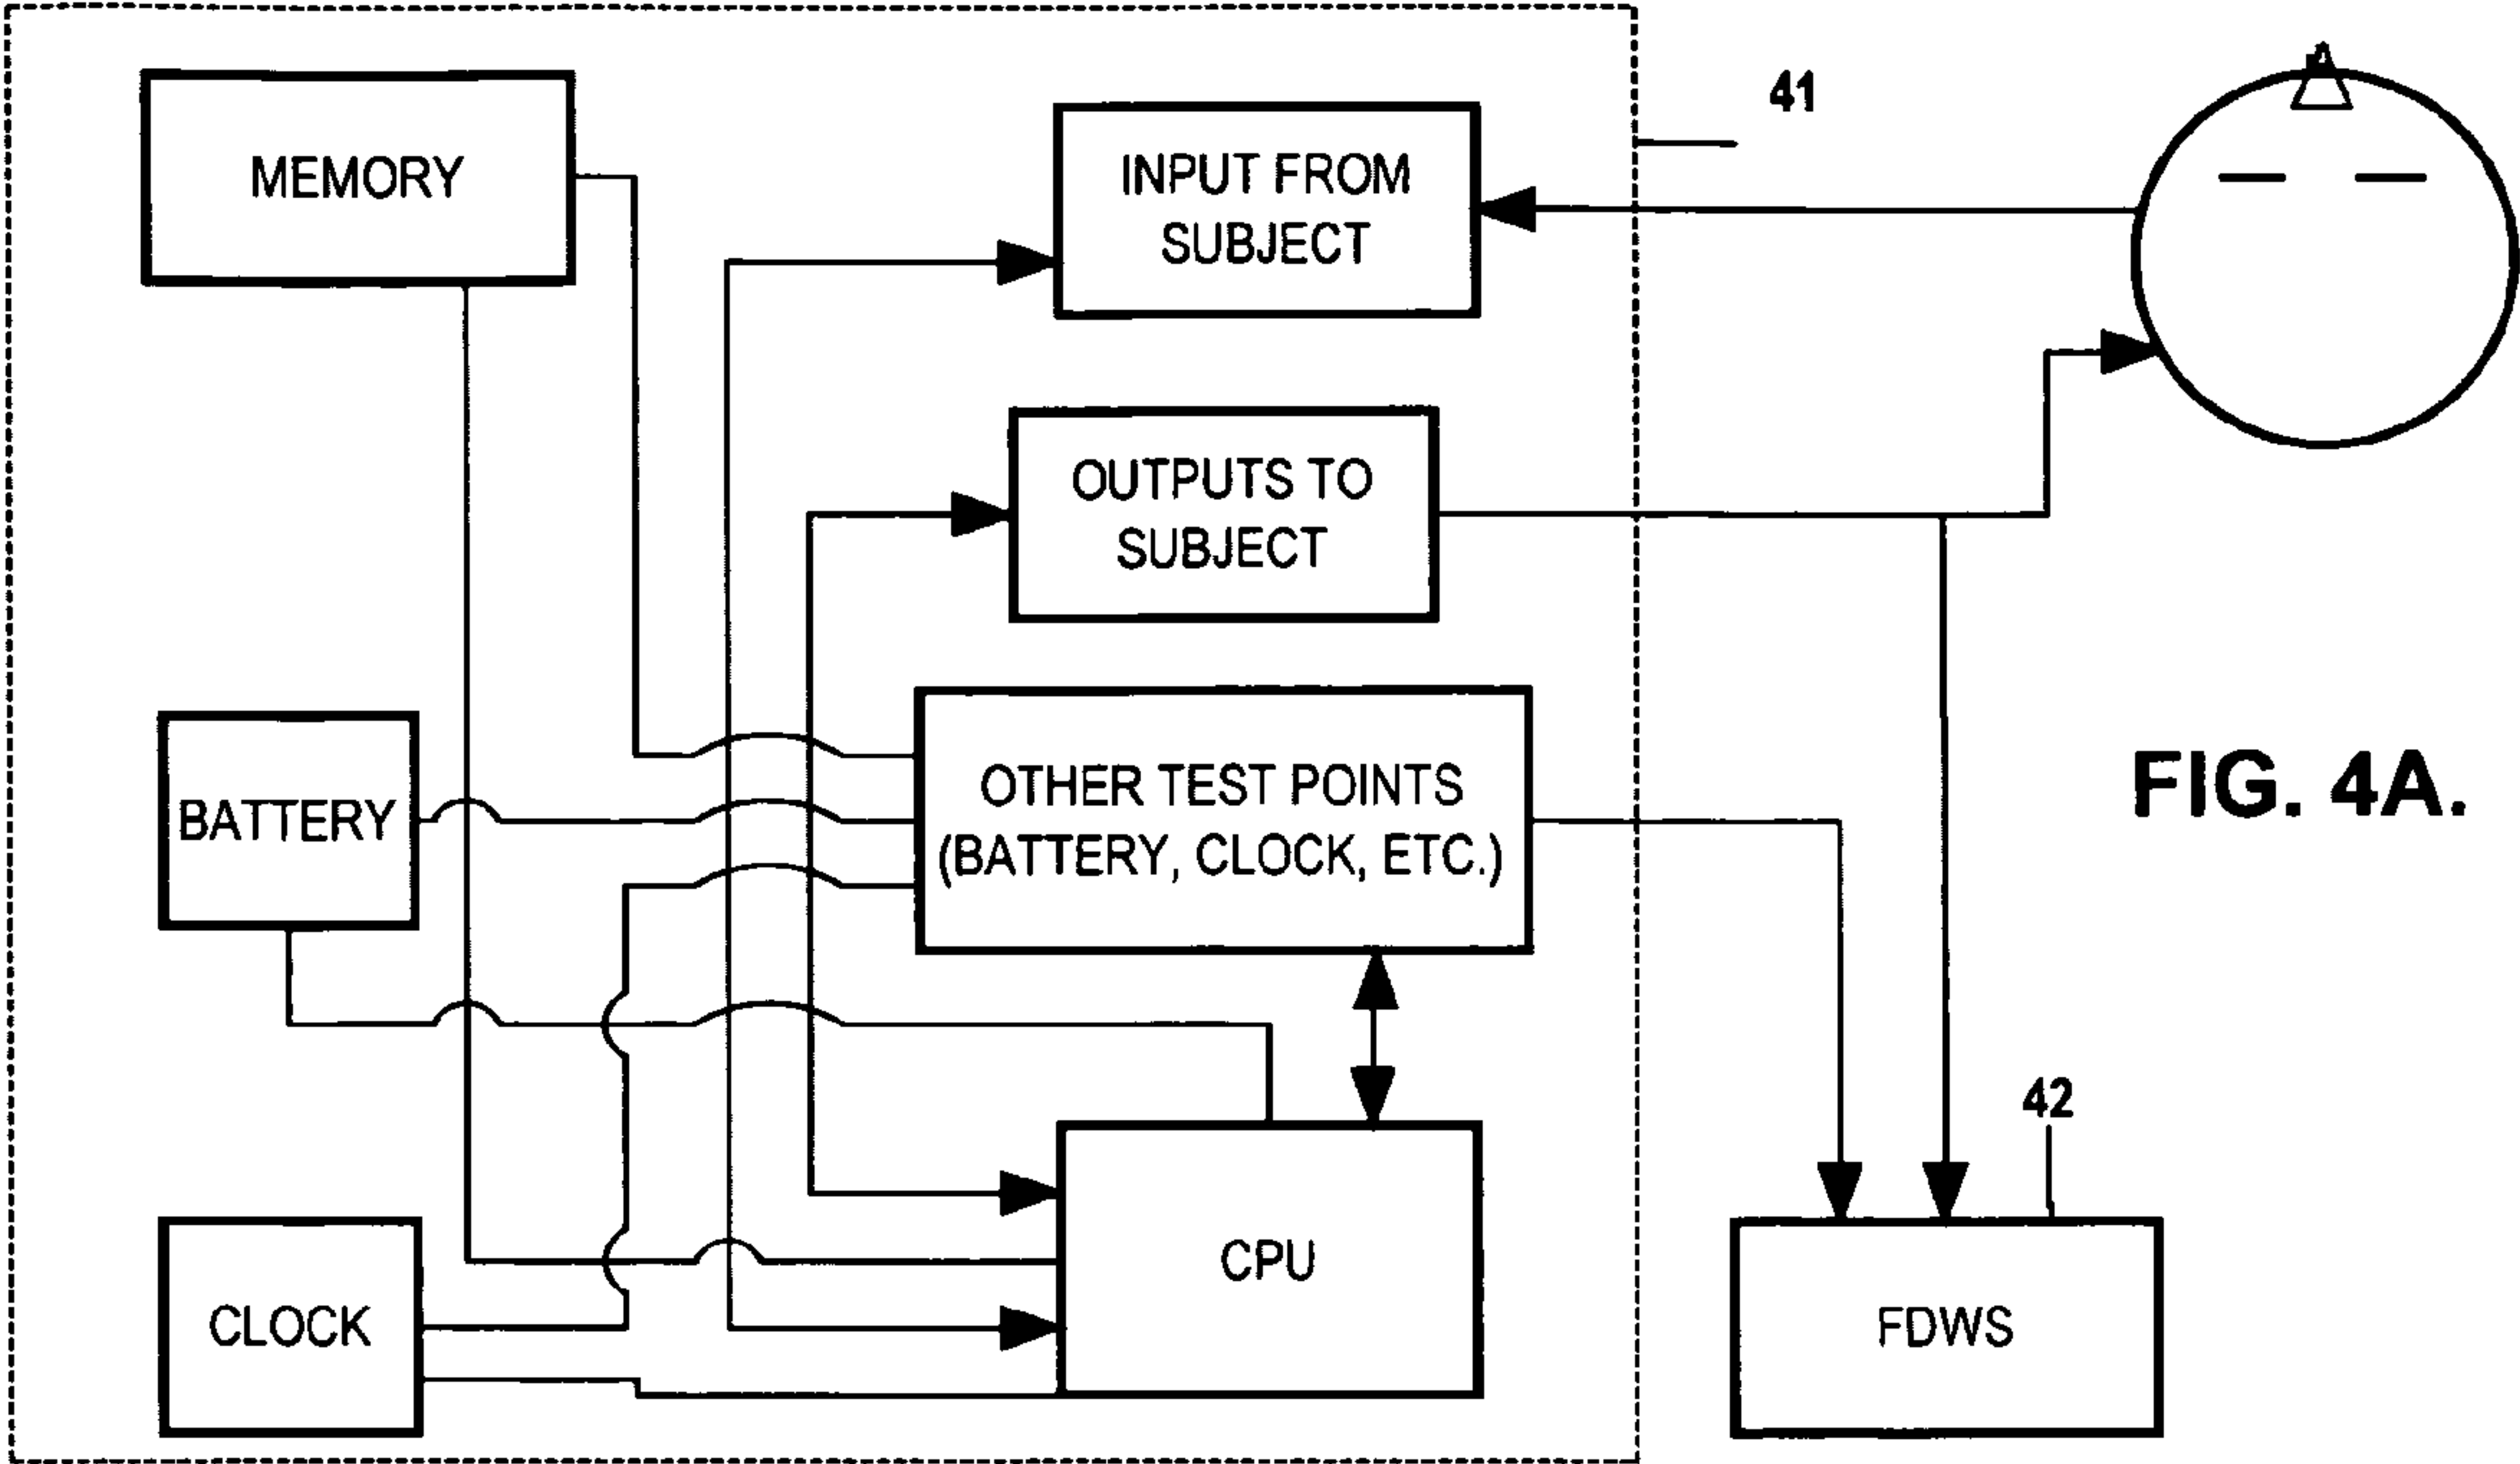 41
MEMORY
INPUT FROM
SUBJECT
OUTPUTS TO
SUBJECT
BATTERY
OTHER TEST POINTS
(BATTERY, CLOCK, ETC.)
FIG. 4A.
42
CLOCK
CPU
FDWS